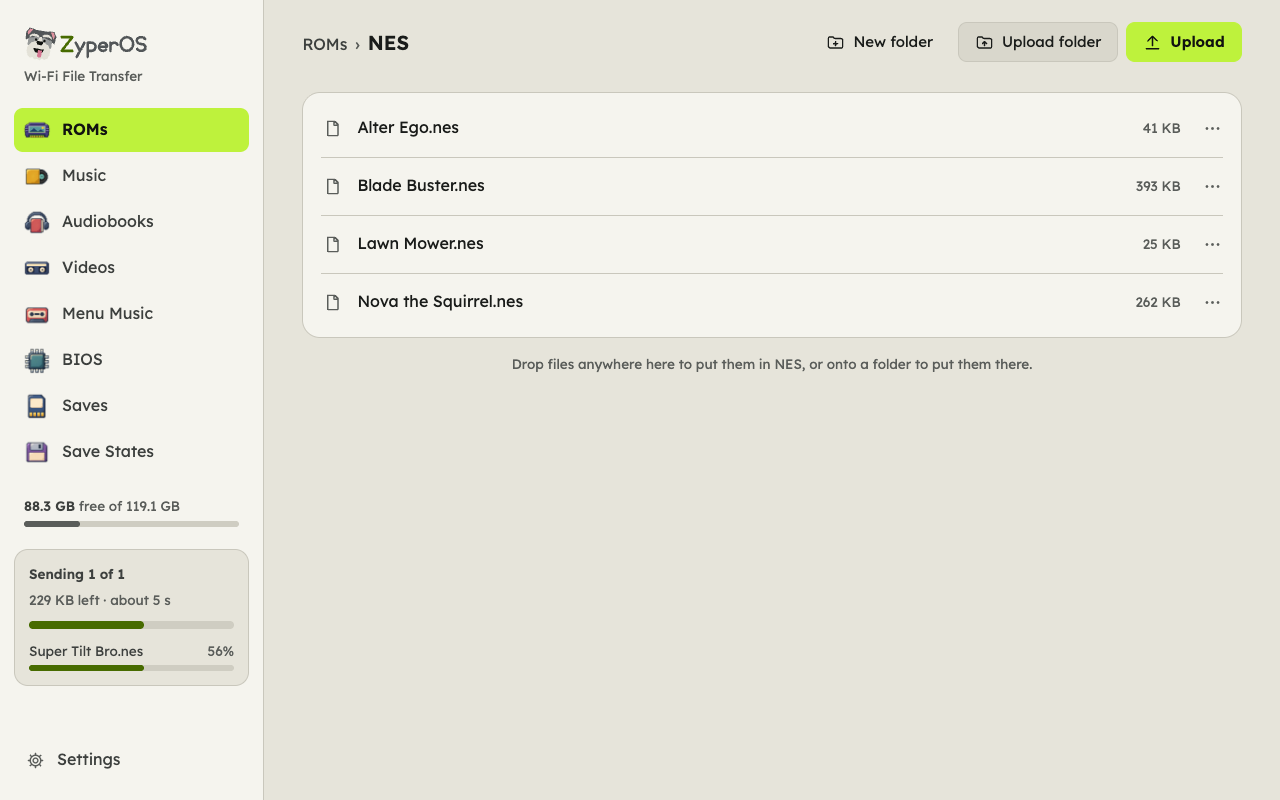 ZyperOS
Wi-Fi File Transfer
ROMs
Music
Audiobooks
Videos
Menu Music
BIOS
Saves
Save States
88.3 GB free of 119.1 GB
Sending 1 of 1
229 KB left · about 5 s
Super Tilt Bro.nes 56%
Settings
ROMs › NES
New folder
Upload folder
Upload
Alter Ego.nes 41 KB
Blade Buster.nes 393 KB
Lawn Mower.nes 25 KB
Nova the Squirrel.nes 262 KB
Drop files anywhere here to put them in NES, or onto a folder to put them there.